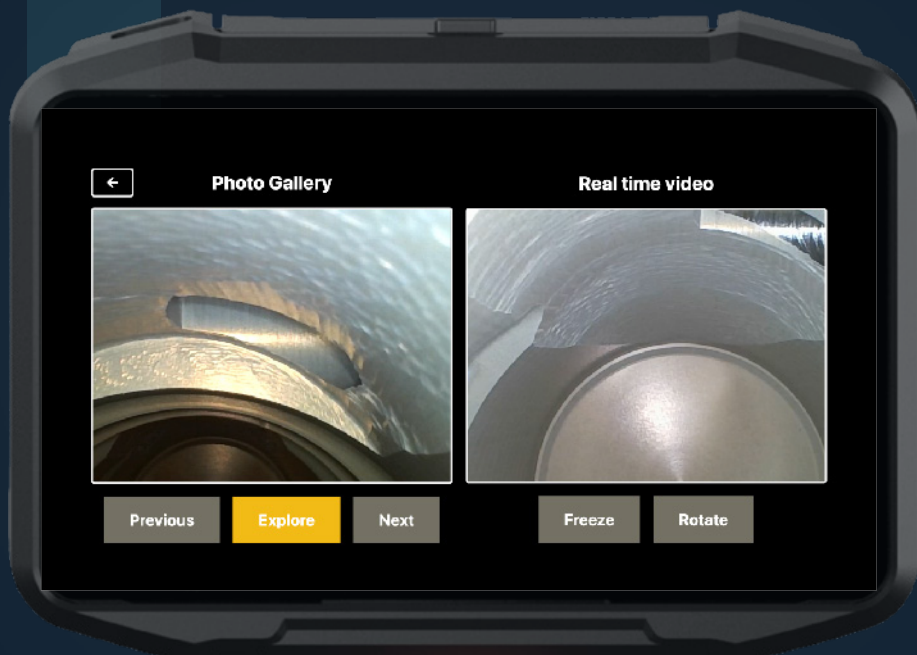 ←
Photo Gallery
Real time video
Previous
Explore
Next
Freeze
Rotate